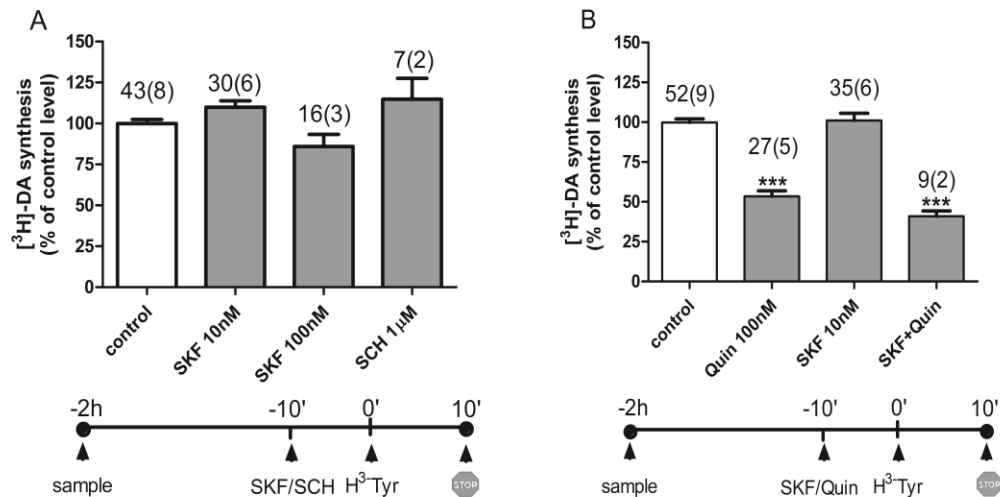 A
[³H]-DA synthesis
(% of control level)
150
125
100
75
50
25
0
43(8)
30(6)
16(3)
7(2)
control
SKF 10nM
SKF 100nM
SCH 1µM
-2h
-10'
0'
10'
sample
SKF/SCH
H³-Tyr
STOP
B
[³H]-DA synthesis
(% of control level)
150
125
100
75
50
25
0
52(9)
27(5)
***
35(6)
9(2)
***
control
Quin 100nM
SKF 10nM
SKF+Quin
-2h
-10'
0'
10'
sample
SKF/Quin
H³-Tyr
STOP